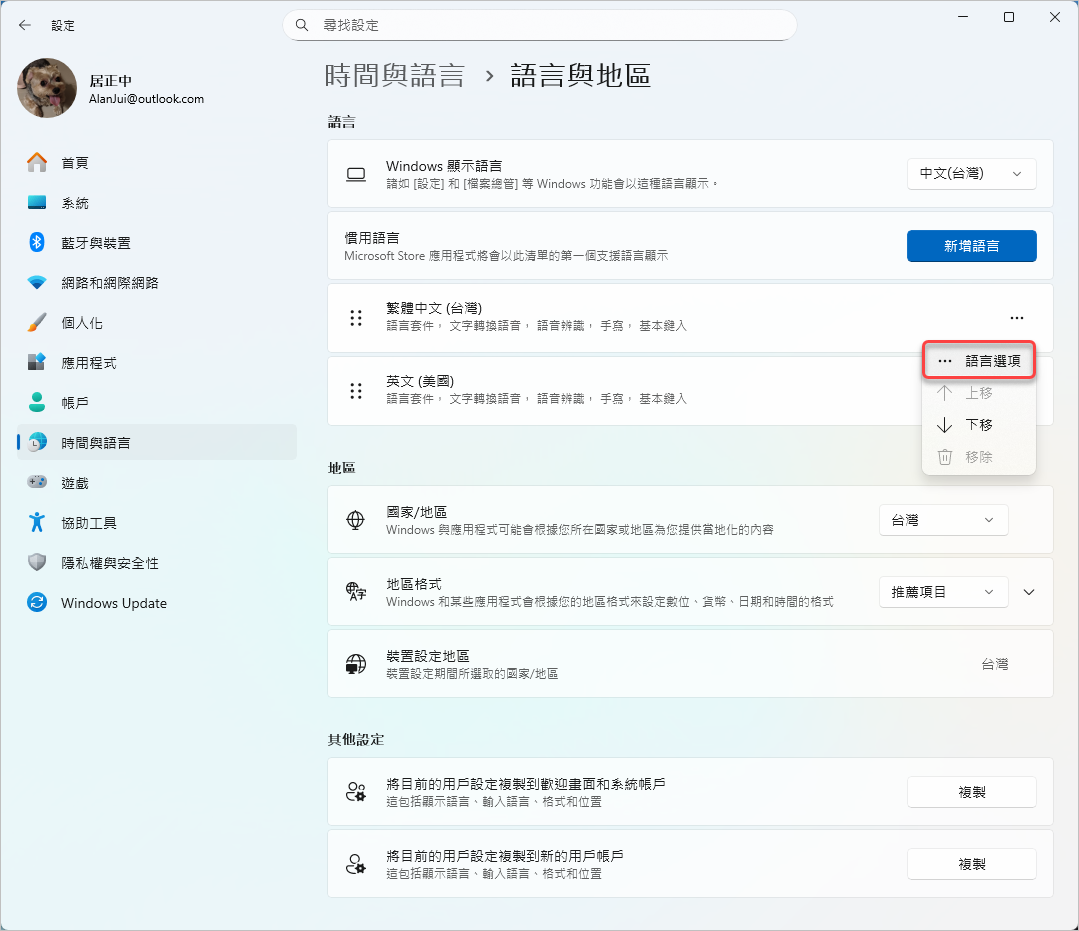 設定
尋找設定
居正中
AlanJui@outlook.com
首頁
系統
藍牙與裝置
網路和網際網路
個人化
應用程式
帳戶
時間與語言
遊戲
協助工具
隱私權與安全性
Windows Update
時間與語言 › 語言與地區
語言
Windows 顯示語言
諸如 [設定] 和 [檔案總管] 等 Windows 功能會以這種語言顯示。
中文(台灣)
慣用語言
Microsoft Store 應用程式將會以此清單的第一個支援語言顯示
新增語言
繁體中文 (台灣)
語言套件， 文字轉換語音， 語音辨識， 手寫， 基本鍵入
英文 (美國)
語言套件， 文字轉換語音， 語音辨識， 手寫， 基本鍵入
語言選項
上移
下移
移除
地區
國家/地區
Windows 與應用程式可能會根據您所在國家或地區為您提供當地化的內容
台灣
地區格式
Windows 和某些應用程式會根據您的地區格式來設定數位、貨幣、日期和時間的格式
推薦項目
裝置設定地區
裝置設定期間所選取的國家/地區
台灣
其他設定
將目前的用戶設定複製到歡迎畫面和系統帳戶
這包括顯示語言、輸入語言、格式和位置
複製
將目前的用戶設定複製到新的用戶帳戶
這包括顯示語言、輸入語言、格式和位置
複製